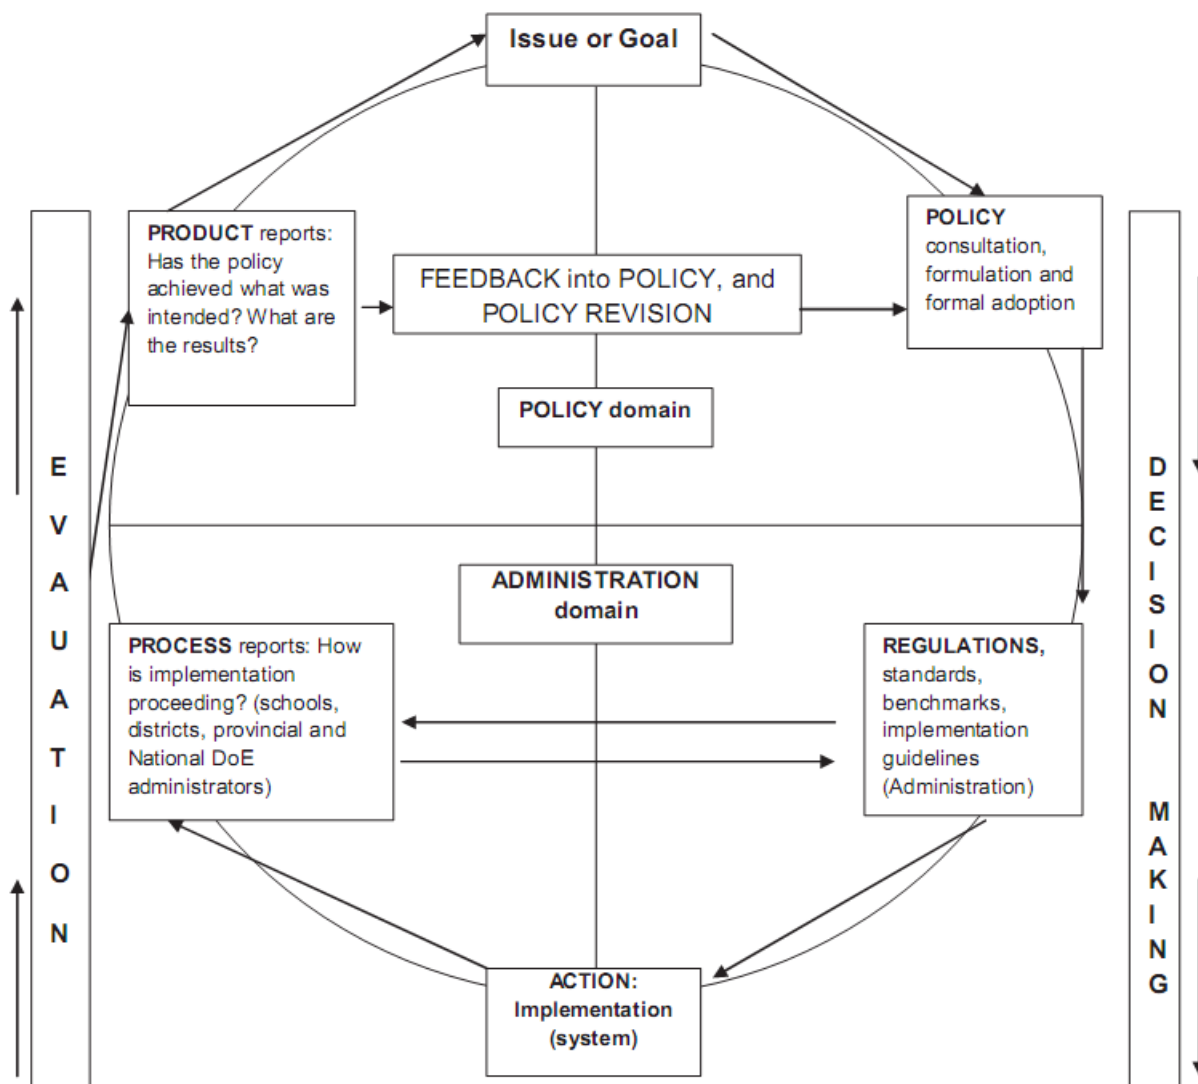 Issue or Goal
PRODUCT reports:
Has the policy
achieved what was
intended? What are
the results?
FEEDBACK into POLICY, and
POLICY REVISION
POLICY
consultation,
formulation and
formal adoption
POLICY domain
ADMINISTRATION
domain
PROCESS reports: How
is implementation
proceeding? (schools,
districts, provincial and
National DoE
administrators)
REGULATIONS,
standards,
benchmarks,
implementation
guidelines
(Administration)
ACTION:
Implementation
(system)
E
V
A
U
A
T
I
O
N
D
E
C
I
S
I
O
N
M
A
K
I
N
G